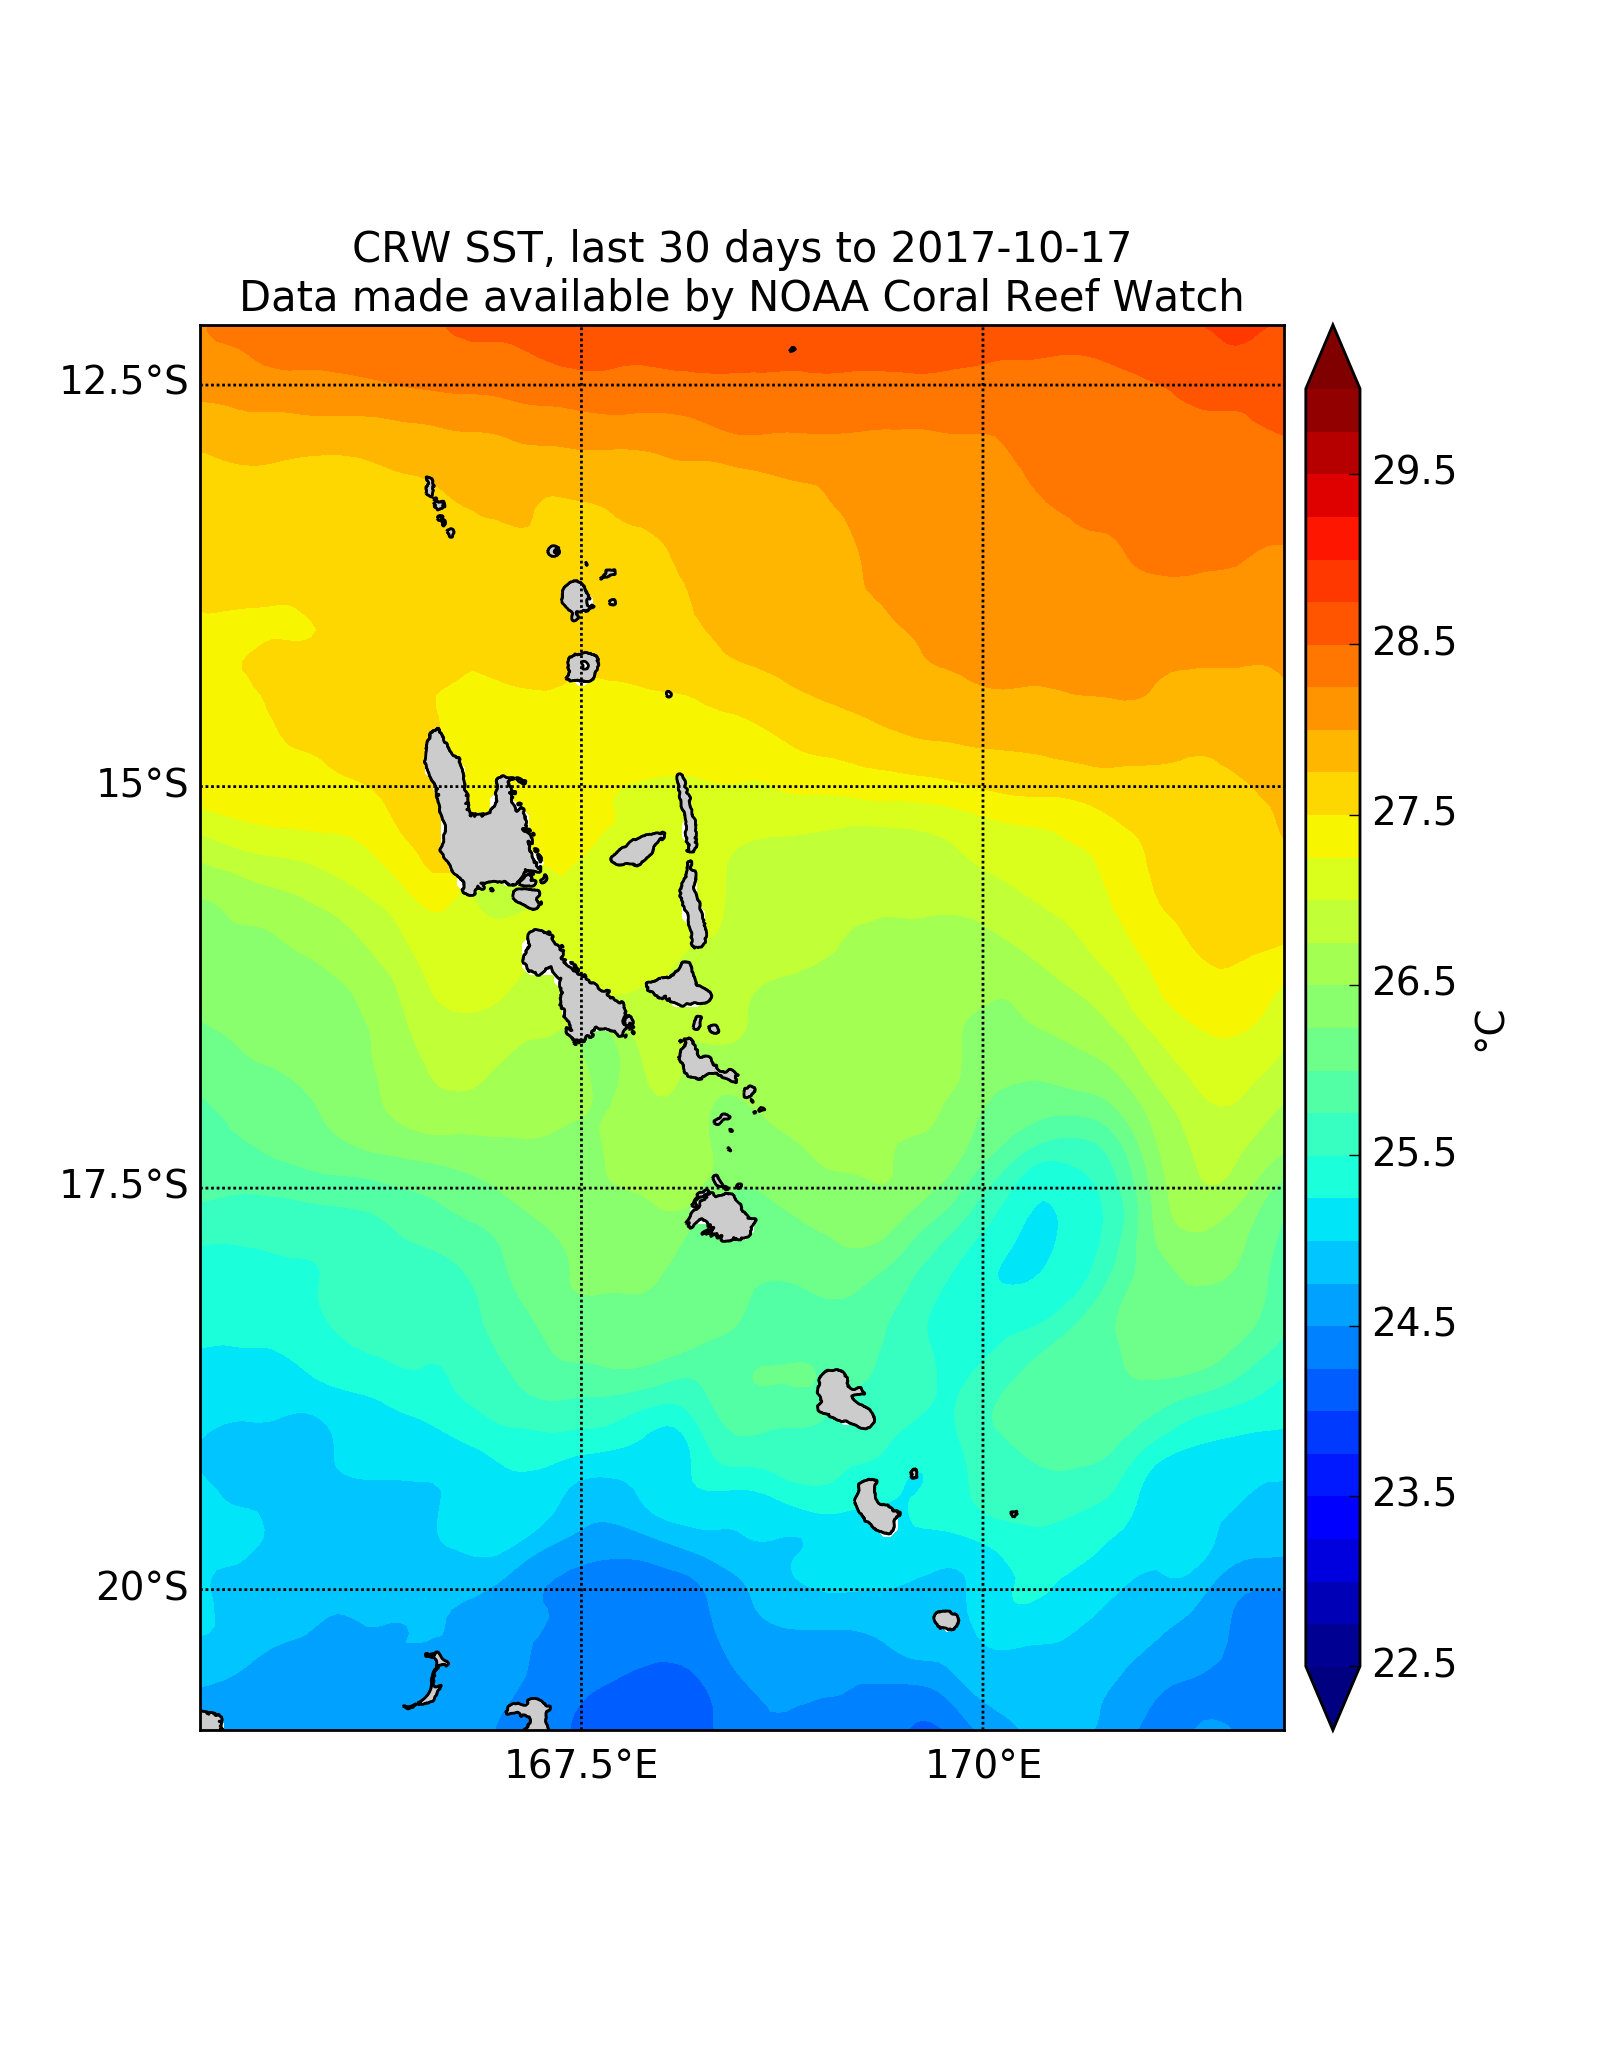 CRW SST, last 30 days to 2017-10-17
Data made available by NOAA Coral Reef Watch
12.5°S
15°S
17.5°S
20°S
167.5°E
170°E
29.5
28.5
27.5
26.5
25.5
24.5
23.5
22.5
°C